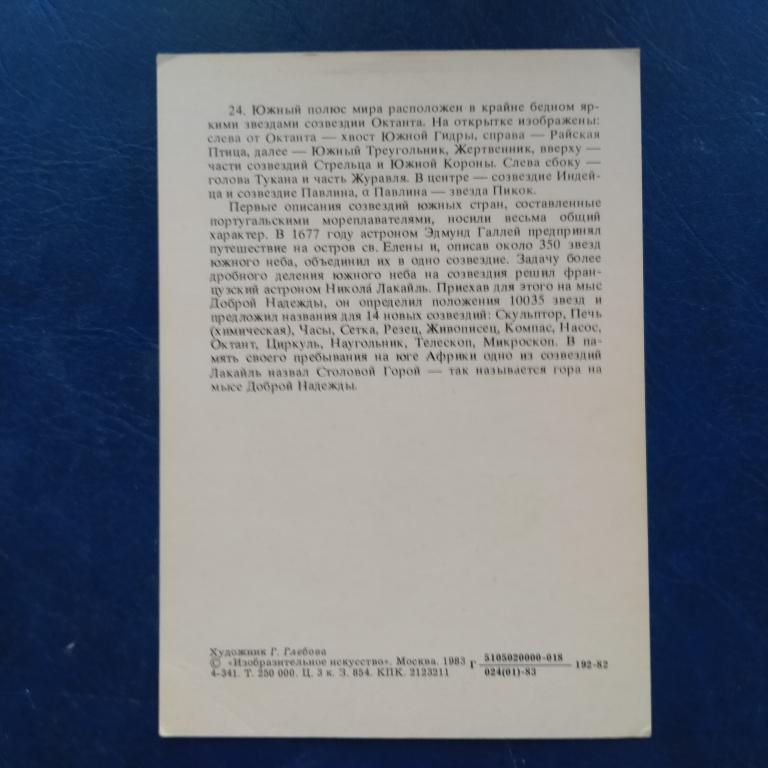 24. Южный полюс мира расположен в крайне бедном яр-
кими звездами созвездии Октанта. На открытке изображены:
слева от Октанта — хвост Южной Гидры, справа — Райская
Птица, далее — Южный Треугольник, Жертвенник, вверху —
части созвездий Стрельца и Южной Короны. Слева сбоку —
голова Тукана и часть Журавля. В центре — созвездие Индей-
ца и созвездие Павлина, α Павлина — звезда Пикок.
Первые описания созвездий южных стран, составленные
португальскими мореплавателями, носили весьма общий
характер. В 1677 году астроном Эдмунд Галлей предпринял
путешествие на остров св. Елены и, описав около 350 звезд
южного неба, объединил их в одно созвездие. Задачу более
дробного деления южного неба на созвездия решил фран-
цузский астроном Никола́ Лакайль. Приехав для этого на мыс
Доброй Надежды, он определил положения 10035 звезд и
предложил названия для 14 новых созвездий: Скульптор, Печь
(химическая), Часы, Сетка, Резец, Живописец, Компас, Насос,
Октант, Циркуль, Наугольник, Телескоп, Микроскоп. В па-
мять своего пребывания на юге Африки одно из созвездий
Лакайль назвал Столовой Горой — так называется гора на
мысе Доброй Надежды.
Художник Г. Глебова
© «Изобразительное искусство». Москва. 1983
4-341. Т. 250 000. Ц. 3 к. З. 854. КПК. 2123211
Г 5105020000-018 192-82
024(01)-83